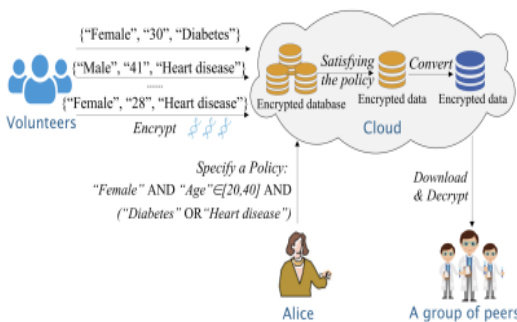 {“Female”, “30”, “Diabetes”}
{“Male”, “41”, “Heart disease”}
......
{“Female”, “28”, “Heart disease”}
Encrypt
Volunteers
Encrypted database
Satisfying
the policy
Encrypted data
Convert
Encrypted data
Cloud
Specify a Policy:
“Female” AND “Age”∈[20,40] AND
(“Diabetes” OR“Heart disease”)
Download
& Decrypt
Alice
A group of peers